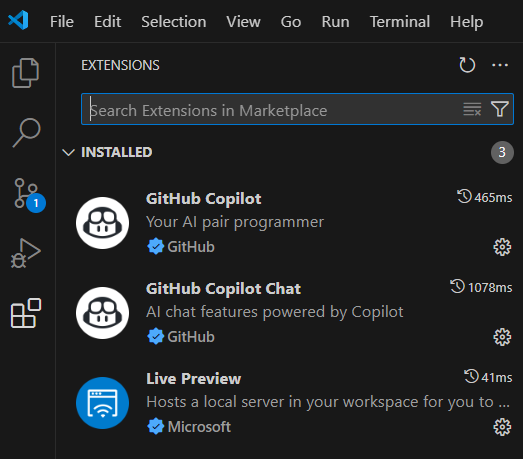 File Edit Selection View Go Run Terminal Help
EXTENSIONS
Search Extensions in Marketplace
INSTALLED 3
GitHub Copilot 465ms
Your AI pair programmer
GitHub
1
GitHub Copilot Chat 1078ms
AI chat features powered by Copilot
GitHub
Live Preview 41ms
Hosts a local server in your workspace for you to ...
Microsoft